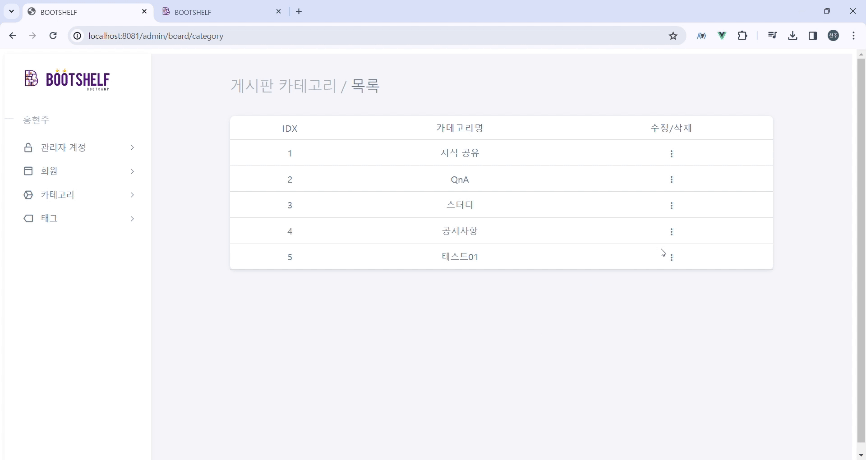 BOOTSHELF
BOOTSHELF
localhost:8081/admin/board/category
BOOTSHELF
게시판 카테고리 / 목록
홍현수
관리자 계정
회원
카테고리
태그
IDX 카테고리명 수정/삭제
1 지식 공유
2 QnA
3 스터디
4 공지사항
5 테스트01